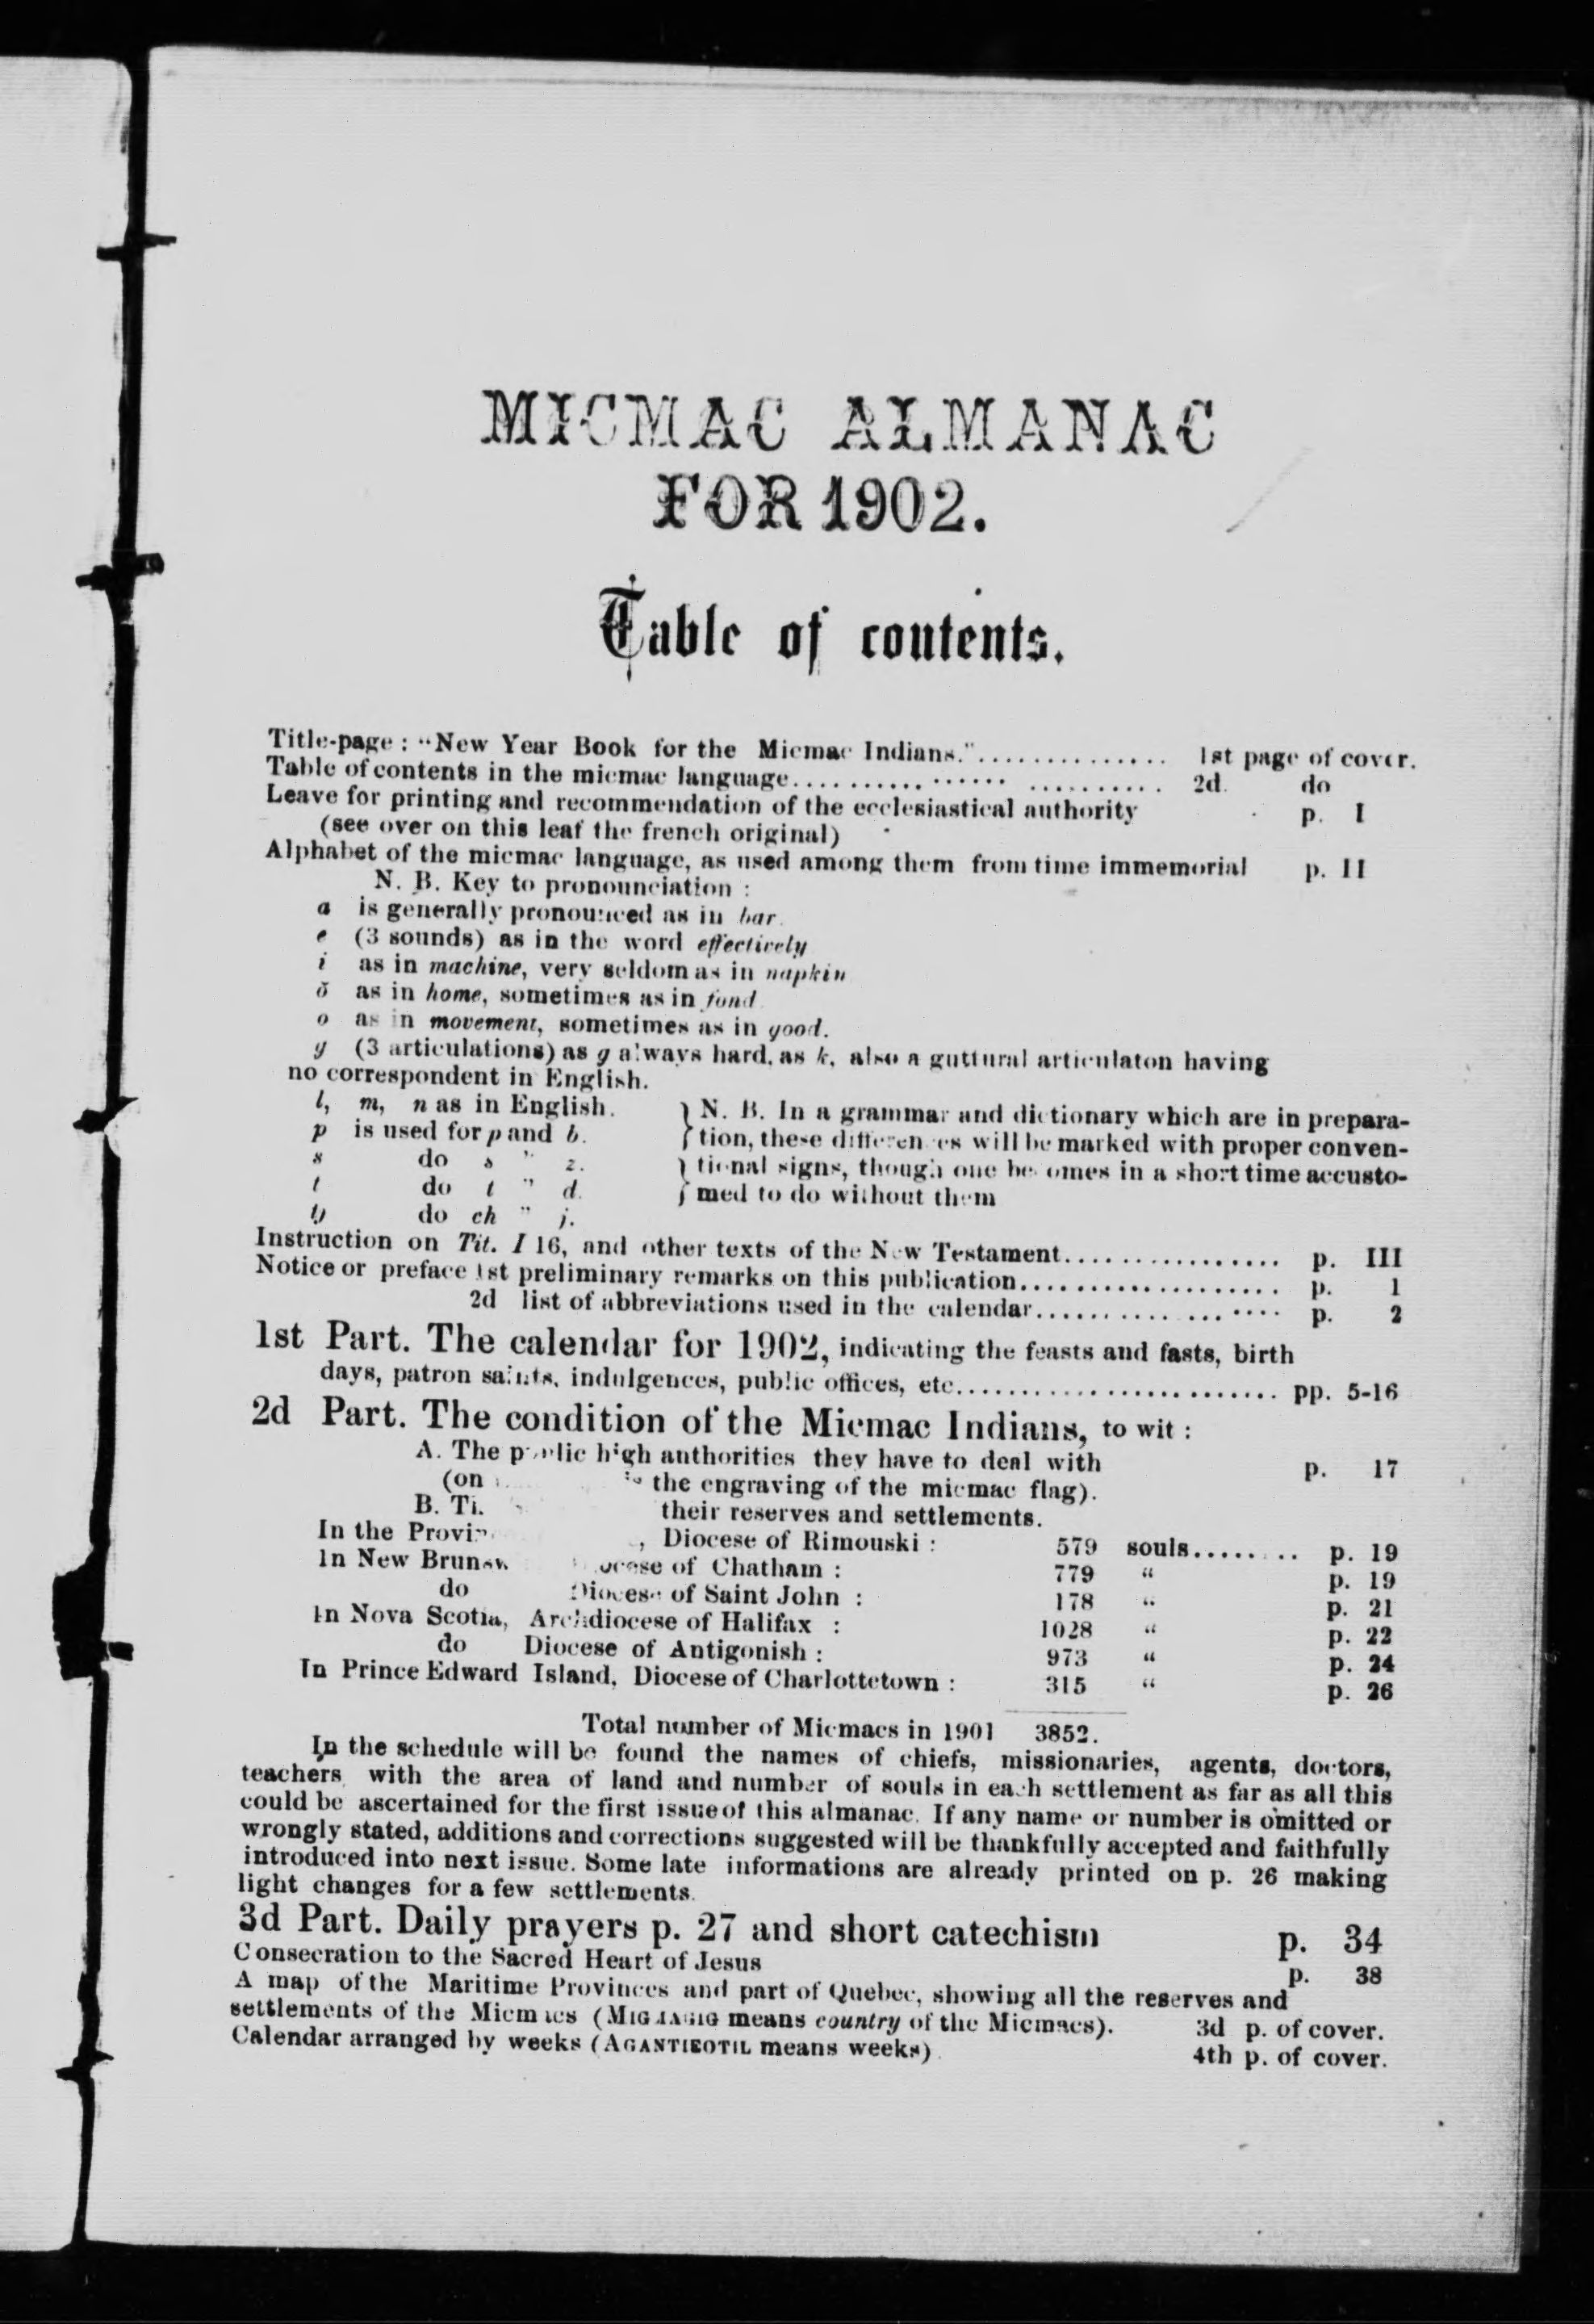 MICMAC ALMANAC
FOR 1902.
Table of contents.
Title-page : "New Year Book for the Micmac Indians."............... 1st page of cover.
Table of contents in the micmac language............................ 2d. do
Leave for printing and recommendation of the ecclesiastical authority p. I
(see over on this leaf the french original)
Alphabet of the micmac language, as used among them from time immemorial p. II
N. B. Key to pronounciation :
a is generally pronounced as in bar.
e (3 sounds) as in the word effectively
i as in machine, very seldom as in napkin
ŏ as in home, sometimes as in fond
o as in movement, sometimes as in good.
g (3 articulations) as g always hard, as k, also a guttural articulaton having
no correspondent in English.
l, m, n as in English.
p is used for p and b.
s do s " z.
t do t " d.
tj do ch " j.
N. B. In a grammar and dictionary which are in prepara-
tion, these differences will be marked with proper conven-
tional signs, though one becomes in a short time accusto-
med to do without them
Instruction on Tit. I 16, and other texts of the New Testament................. p. III
Notice or preface 1st preliminary remarks on this publication.................... p. 1
2d list of abbreviations used in the calendar................... p. 2
1st Part. The calendar for 1902, indicating the feasts and fasts, birth
days, patron saints, indulgences, public offices, etc......................... pp. 5-16
2d Part. The condition of the Micmac Indians, to wit :
A. The public high authorities they have to deal with p. 17
(on the engraving of the micmac flag).
B. their reserves and settlements.
In the , Diocese of Rimouski : 579 souls........ p. 19
In New of Chatham : 779 " p. 19
do Diocese of Saint John : 178 " p. 21
In Nova Scotia, Archdiocese of Halifax : 1028 " p. 22
do Diocese of Antigonish : 973 " p. 24
In Prince Edward Island, Diocese of Charlottetown : 315 " p. 26
Total number of Micmacs in 1901 3852.
In the schedule will be found the names of chiefs, missionaries, agents, doctors,
teachers with the area of land and number of souls in each settlement as far as all this
could be ascertained for the first issue of this almanac. If any name or number is omitted or
wrongly stated, additions and corrections suggested will be thankfully accepted and faithfully
introduced into next issue. Some late informations are already printed on p. 26 making
light changes for a few settlements.
3d Part. Daily prayers p. 27 and short catechism p. 34
Consecration to the Sacred Heart of Jesus p. 38
A map of the Maritime Provinces and part of Quebec, showing all the reserves and
settlements of the Micmacs (MIGMAGIG means country of the Micmacs). 3d p. of cover.
Calendar arranged by weeks (AGANTIEOTIL means weeks) 4th p. of cover.